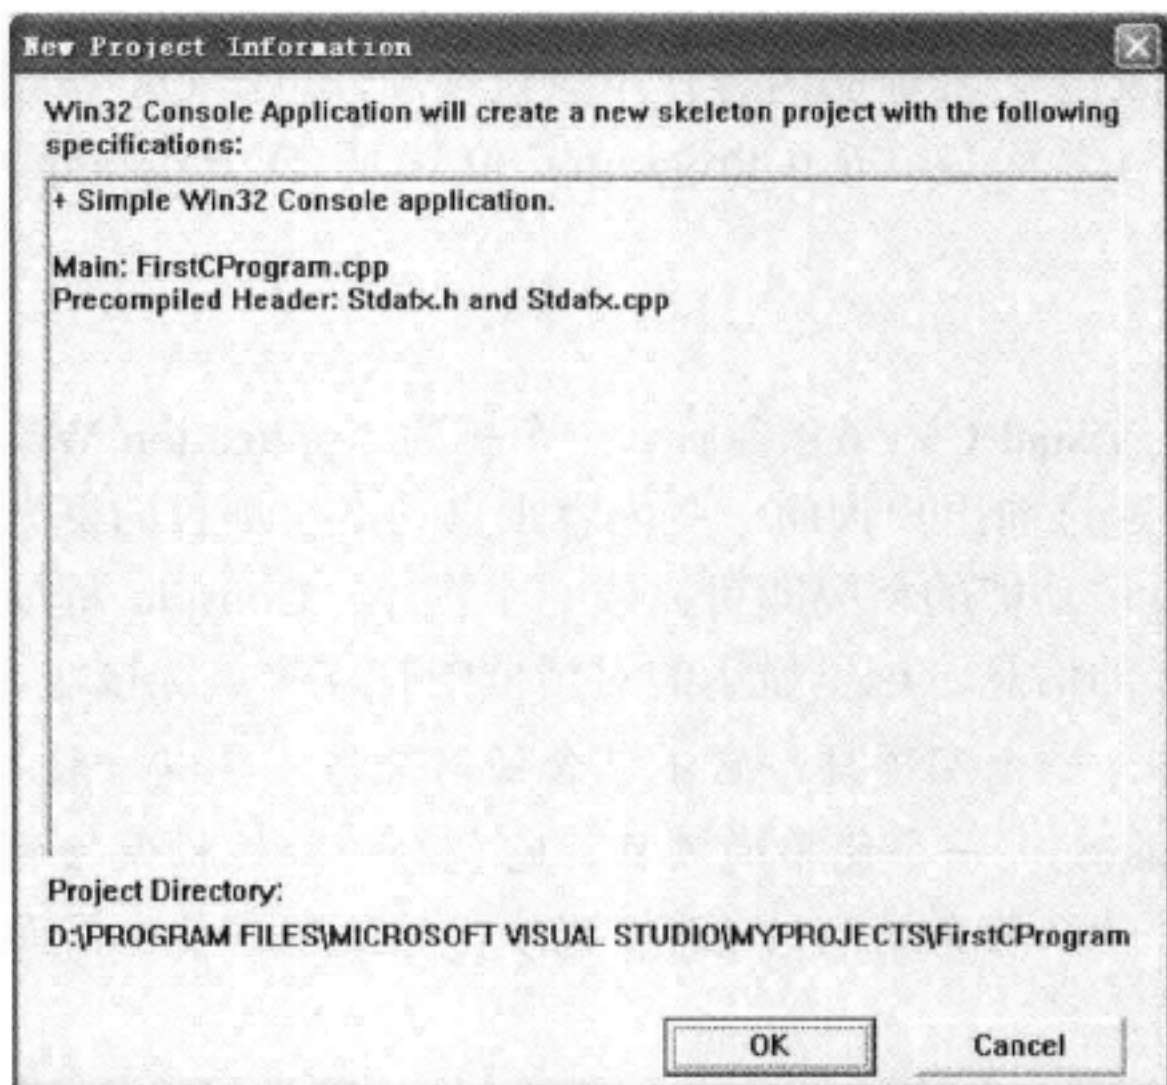 New Project Information
Win32 Console Application will create a new skeleton project with the following
specifications:
+ Simple Win32 Console application.
Main: FirstCProgram.cpp
Precompiled Header: Stdafx.h and Stdafx.cpp
Project Directory:
D:\PROGRAM FILES\MICROSOFT VISUAL STUDIO\MYPROJECTS\FirstCProgram
OK
Cancel